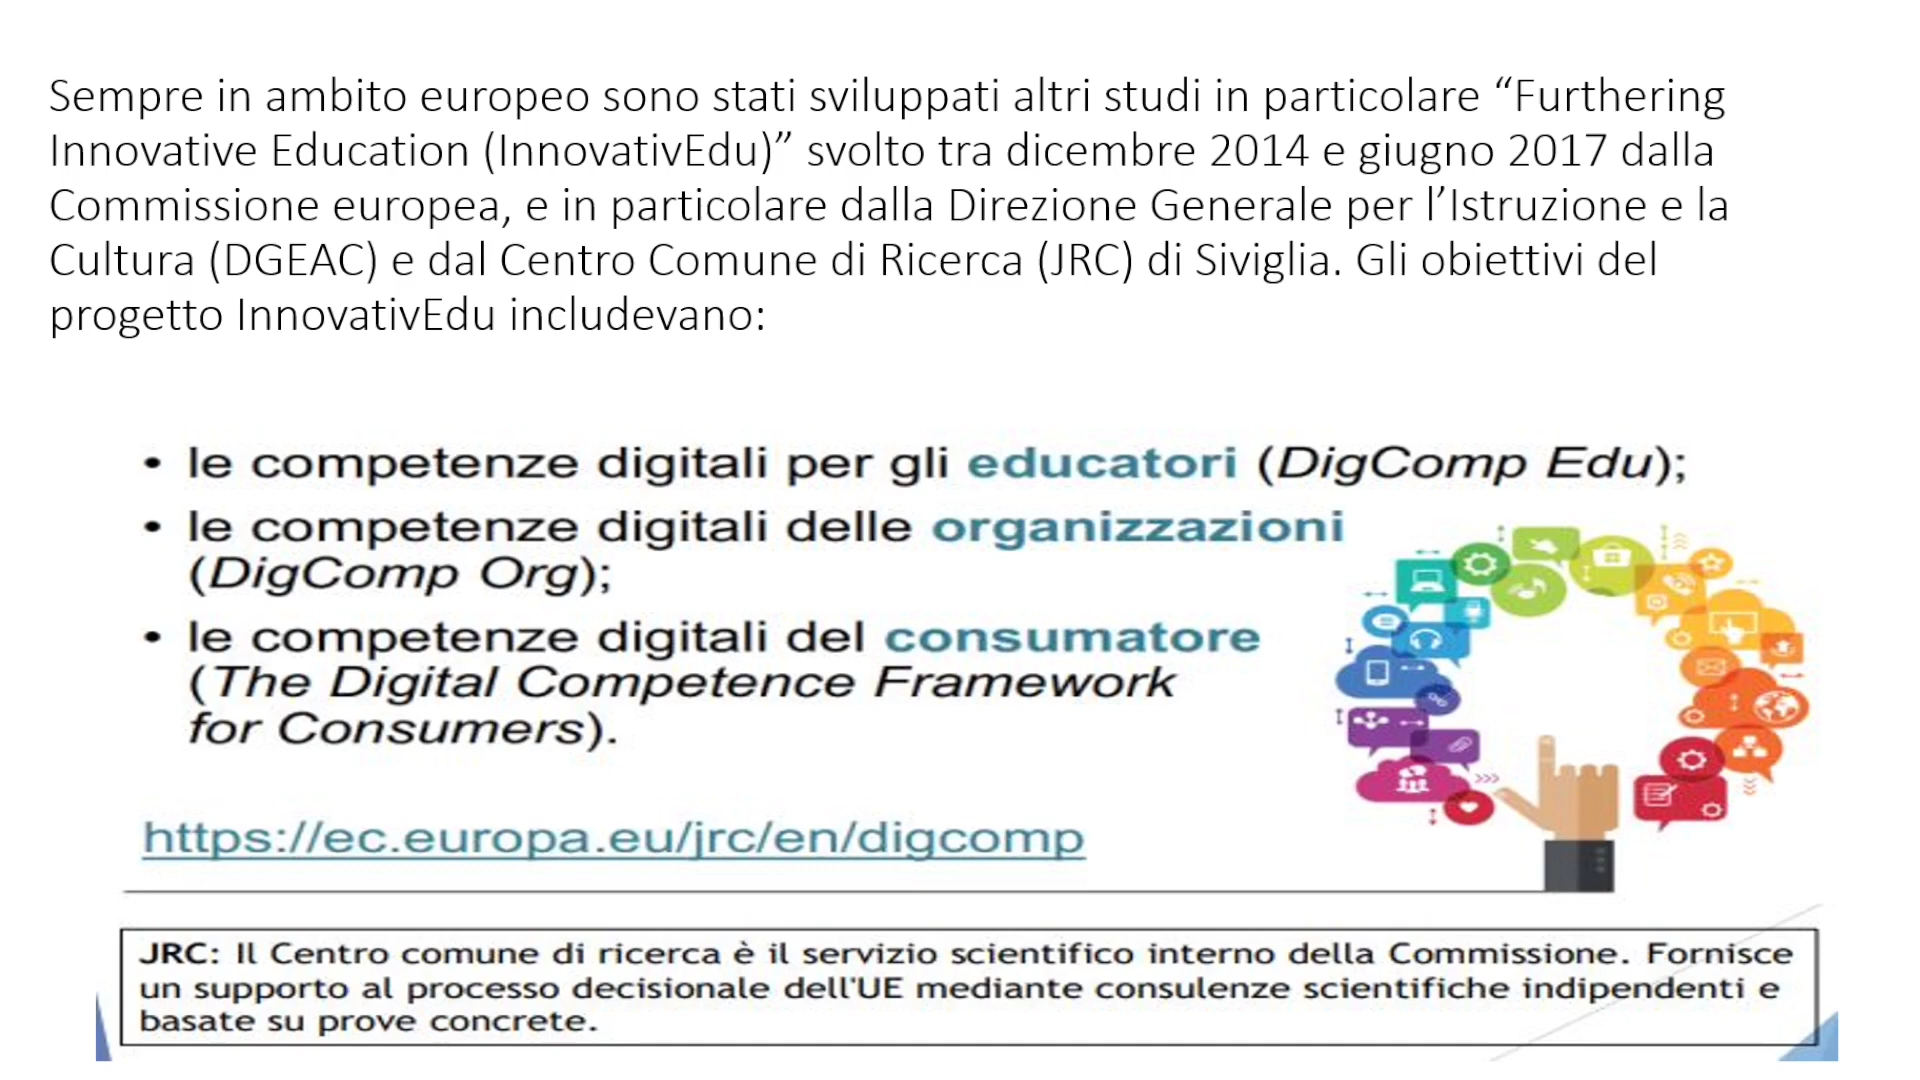 Sempre in ambito europeo sono stati sviluppati altri studi in particolare “Furthering
Innovative Education (InnovativEdu)” svolto tra dicembre 2014 e giugno 2017 dalla
Commissione europea, e in particolare dalla Direzione Generale per l’Istruzione e la
Cultura (DGEAC) e dal Centro Comune di Ricerca (JRC) di Siviglia. Gli obiettivi del
progetto InnovativEdu includevano:
• le competenze digitali per gli educatori (DigComp Edu);
• le competenze digitali delle organizzazioni
(DigComp Org);
• le competenze digitali del consumatore
(The Digital Competence Framework
for Consumers).
https://ec.europa.eu/jrc/en/digcomp
JRC: Il Centro comune di ricerca è il servizio scientifico interno della Commissione. Fornisce
un supporto al processo decisionale dell'UE mediante consulenze scientifiche indipendenti e
basate su prove concrete.